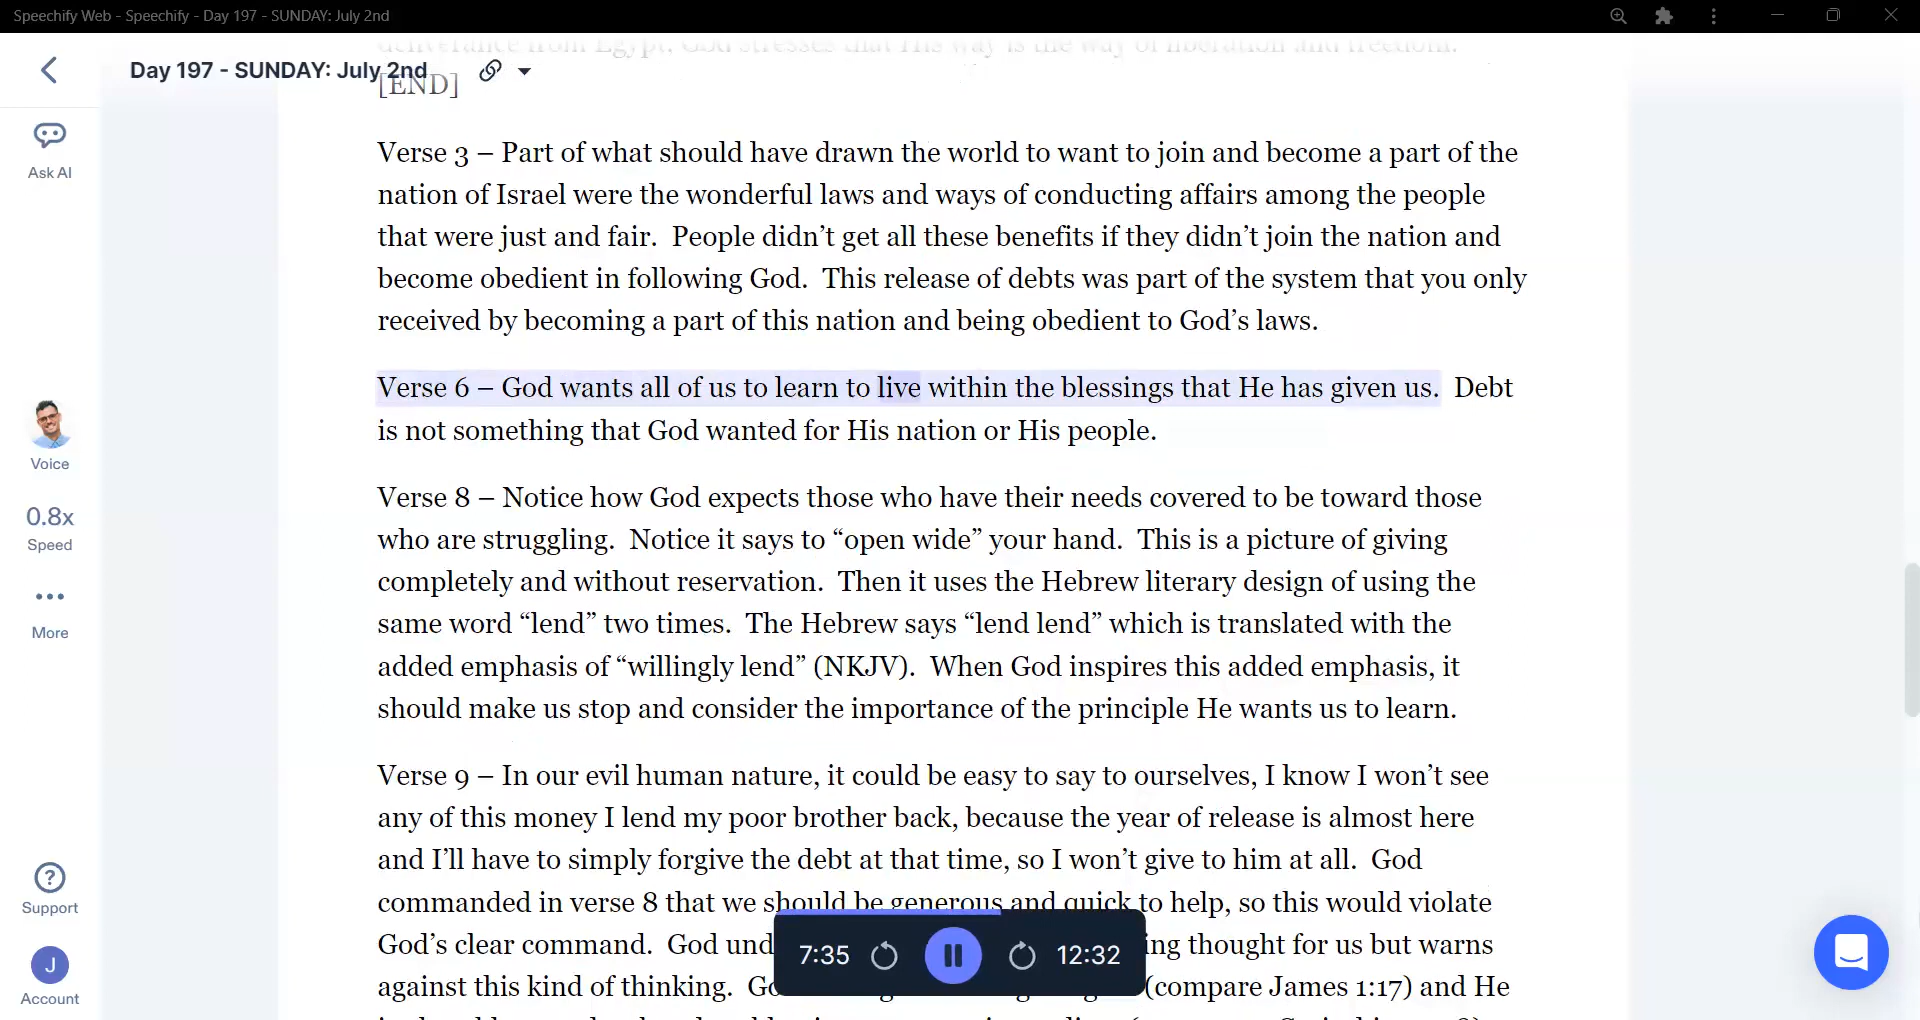 Speechify Web - Speechify - Day 197 - SUNDAY: July 2nd
deliverance from Egypt, God stresses that His way is the way of liberation and freedom.
Day 197 - SUNDAY: July 2nd
[END]
Ask AI
Verse 3 – Part of what should have drawn the world to want to join and become a part of the
nation of Israel were the wonderful laws and ways of conducting affairs among the people
that were just and fair.  People didn’t get all these benefits if they didn’t join the nation and
become obedient in following God.  This release of debts was part of the system that you only
received by becoming a part of this nation and being obedient to God’s laws.
Verse 6 – God wants all of us to learn to live within the blessings that He has given us.  Debt
is not something that God wanted for His nation or His people.
Voice
0.8x
Speed
More
Verse 8 – Notice how God expects those who have their needs covered to be toward those
who are struggling.  Notice it says to “open wide” your hand.  This is a picture of giving
completely and without reservation.  Then it uses the Hebrew literary design of using the
same word “lend” two times.  The Hebrew says “lend lend” which is translated with the
added emphasis of “willingly lend” (NKJV).  When God inspires this added emphasis, it
should make us stop and consider the importance of the principle He wants us to learn.
Verse 9 – In our evil human nature, it could be easy to say to ourselves, I know I won’t see
any of this money I lend my poor brother back, because the year of release is almost here
and I’ll have to simply forgive the debt at that time, so I won’t give to him at all.  God
commanded in verse 8 that we should be generous and quick to help, so this would violate
God’s clear command.  God und
ing thought for us but warns
against this kind of thinking.
(compare James 1:17) and He
7:35
12:32
Support
J
Account